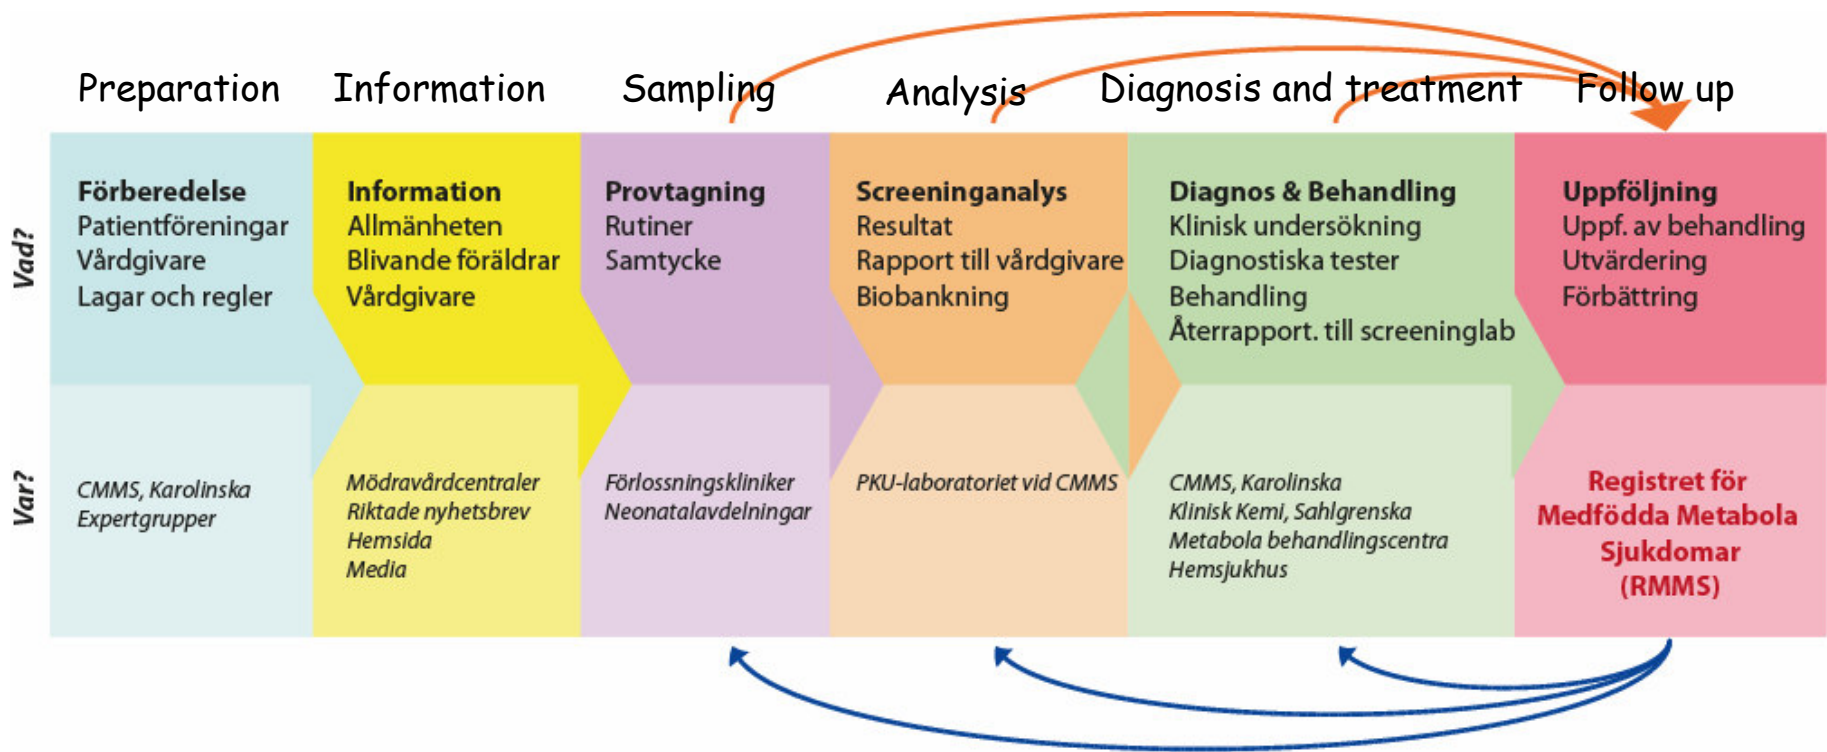 Preparation
Information
Sampling
Analysis
Diagnosis and treatment
Follow up
Vad?
Förberedelse
Patientföreningar
Vårdgivare
Lagar och regler
Information
Allmänheten
Blivande föräldrar
Vårdgivare
Provtagning
Rutiner
Samtycke
Screeninganalys
Resultat
Rapport till vårdgivare
Biobankning
Diagnos & Behandling
Klinisk undersökning
Diagnostiska tester
Behandling
Återrapport. till screeninglab
Uppföljning
Uppf. av behandling
Utvärdering
Förbättring
Var?
CMMS, Karolinska
Expertgrupper
Mödravårdcentraler
Riktade nyhetsbrev
Hemsida
Media
Förlossningskliniker
Neonatalavdelningar
PKU-laboratoriet vid CMMS
CMMS, Karolinska
Klinisk Kemi, Sahlgrenska
Metabola behandlingscentra
Hemsjukhus
Registret för
Medfödda Metabola
Sjukdomar
(RMMS)